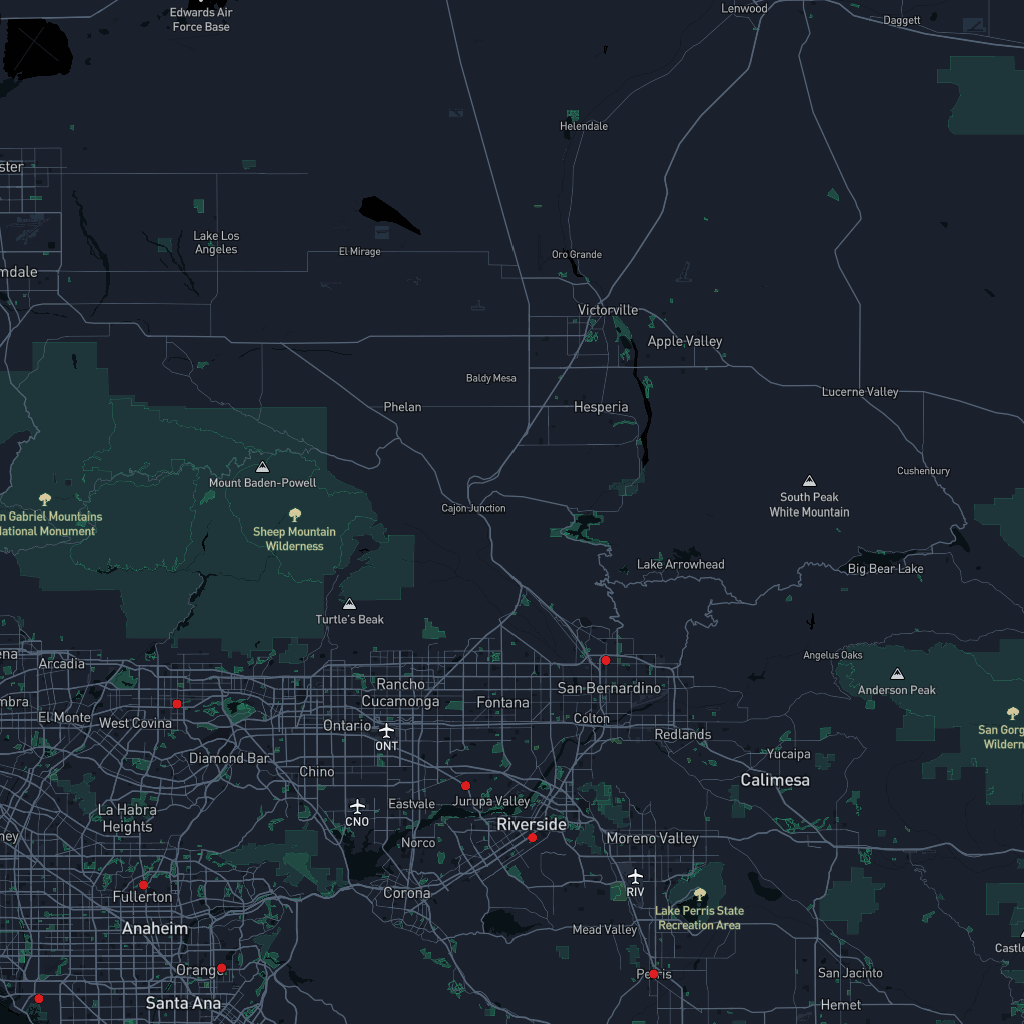 Lenwood
Edwards Air
Force Base
Daggett
Helendale
ster
Lake Los
Angeles
El Mirage
Oro Grande
mdale
Victorville
Apple Valley
Baldy Mesa
Lucerne Valley
Phelan
Hesperia
Mount Baden-Powell
Cushenbury
South Peak
White Mountain
Cajon Junction
n Gabriel Mountains
National Monument
Sheep Mountain
Wilderness
Lake Arrowhead
Big Bear Lake
Turtle's Beak
ena
Arcadia
Angelus Oaks
Rancho
Cucamonga
San Bernardino
Anderson Peak
mbra
El Monte
West Covina
Fontana
Colton
Ontario
ONT
Redlands
San Gorg
Wildern
Diamond Bar
Yucaipa
Chino
Calimesa
Eastvale
Jurupa Valley
La Habra
Heights
CNO
Riverside
ney
Norco
Moreno Valley
Fullerton
Corona
RIV
Lake Perris State
Recreation Area
Anaheim
Mead Valley
Castle
Orange
Perris
San Jacinto
Santa Ana
Hemet